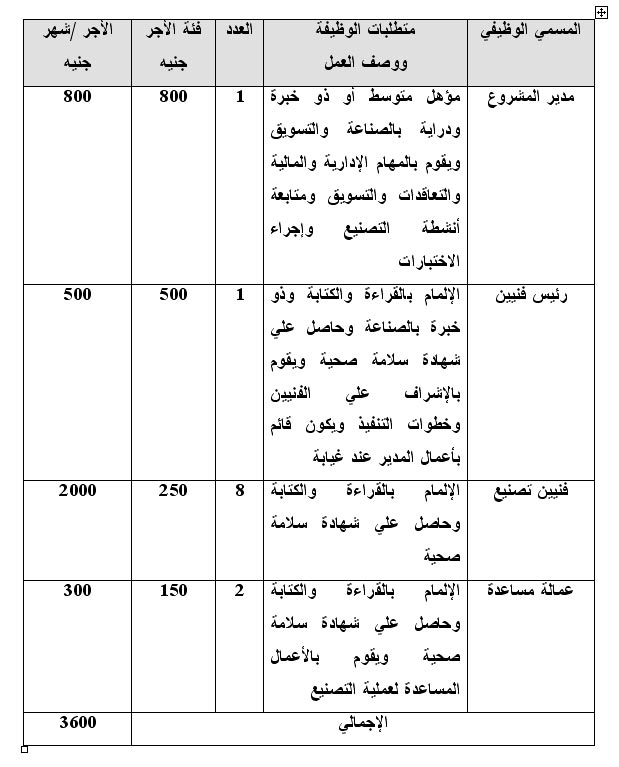 المسمي الوظيفي
متطلبات الوظيفة
ووصف العمل
العدد
فئة الأجر
جنيه
الأجر /شهر
جنيه
مدير المشروع
مؤهل متوسط أو ذو خبرة
ودراية بالصناعة والتسويق
ويقوم بالمهام الإدارية والمالية
والتعاقدات والتسويق ومتابعة
أنشطة التصنيع وإجراء
الاختبارات
1
800
800
رئيس فنيين
الإلمام بالقراءة والكتابة وذو
خبرة بالصناعة وحاصل علي
شهادة سلامة صحية ويقوم
بالإشراف علي الفنيين
وخطوات التنفيذ ويكون قائم
بأعمال المدير عند غيابة
1
500
500
فنيين تصنيع
الإلمام بالقراءة والكتابة
وحاصل علي شهادة سلامة
صحية
8
250
2000
عمالة مساعدة
الإلمام بالقراءة والكتابة
وحاصل علي شهادة سلامة
صحية ويقوم بالأعمال
المساعدة لعملية التصنيع
2
150
300
الإجمالي
3600